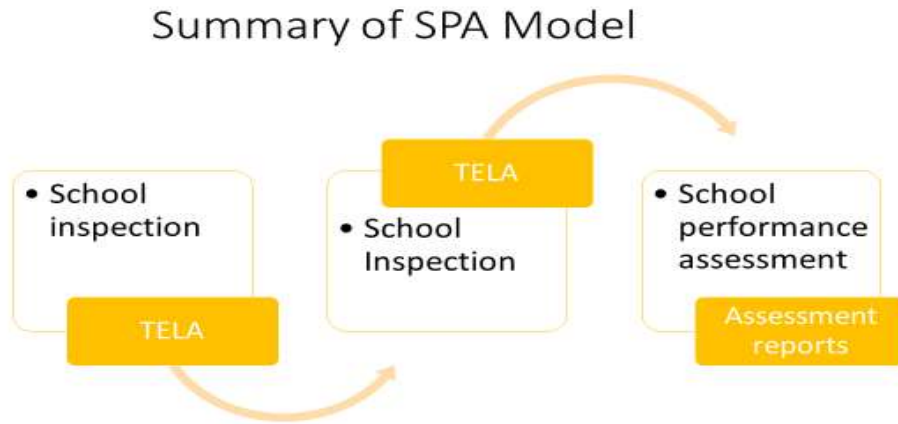 Summary of SPA Model
• School
inspection
TELA
TELA
• School
Inspection
• School
performance
assessment
Assessment
reports